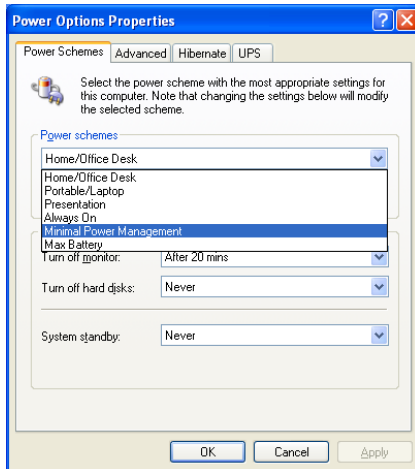 Power Options Properties
Power Schemes Advanced Hibernate UPS
Select the power scheme with the most appropriate settings for
this computer. Note that changing the settings below will modify
the selected scheme.
Power schemes
Home/Office Desk
Home/Office Desk
Portable/Laptop
Presentation
Always On
Minimal Power Management
Max Battery
Turn off monitor: After 20 mins
Turn off hard disks: Never
System standby: Never
OK Cancel Apply